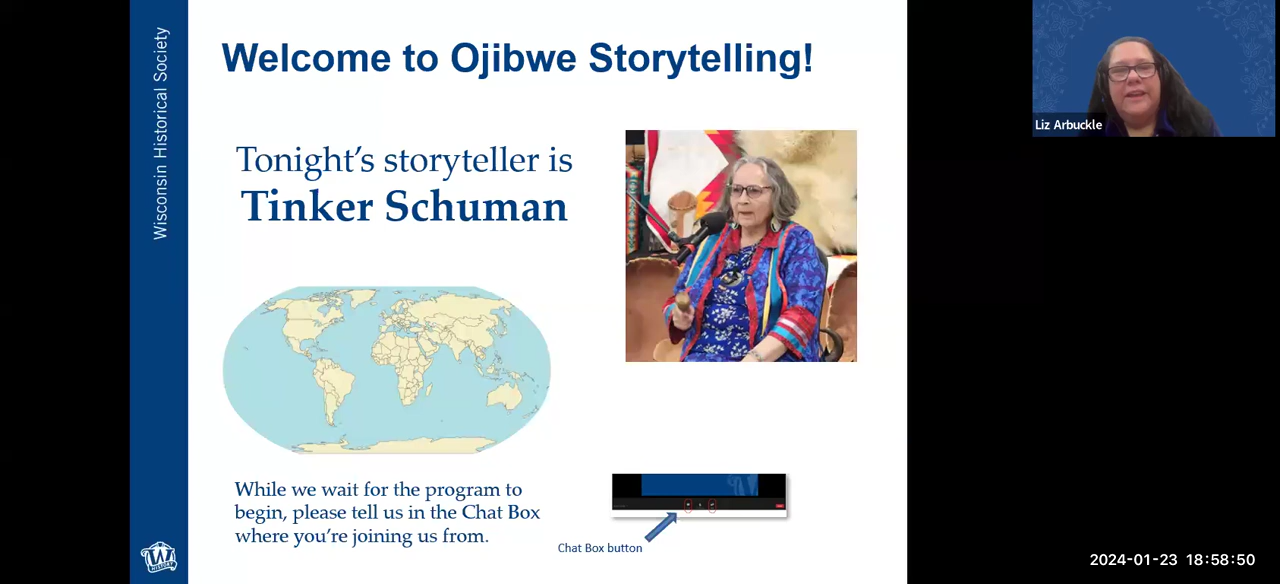 Wisconsin Historical Society
Welcome to Ojibwe Storytelling!
Tonight's storyteller is
Tinker Schuman
While we wait for the program to
begin, please tell us in the Chat Box
where you're joining us from.
Chat Box button
W
HISTORY
Liz Arbuckle
2024-01-23 18:58:50